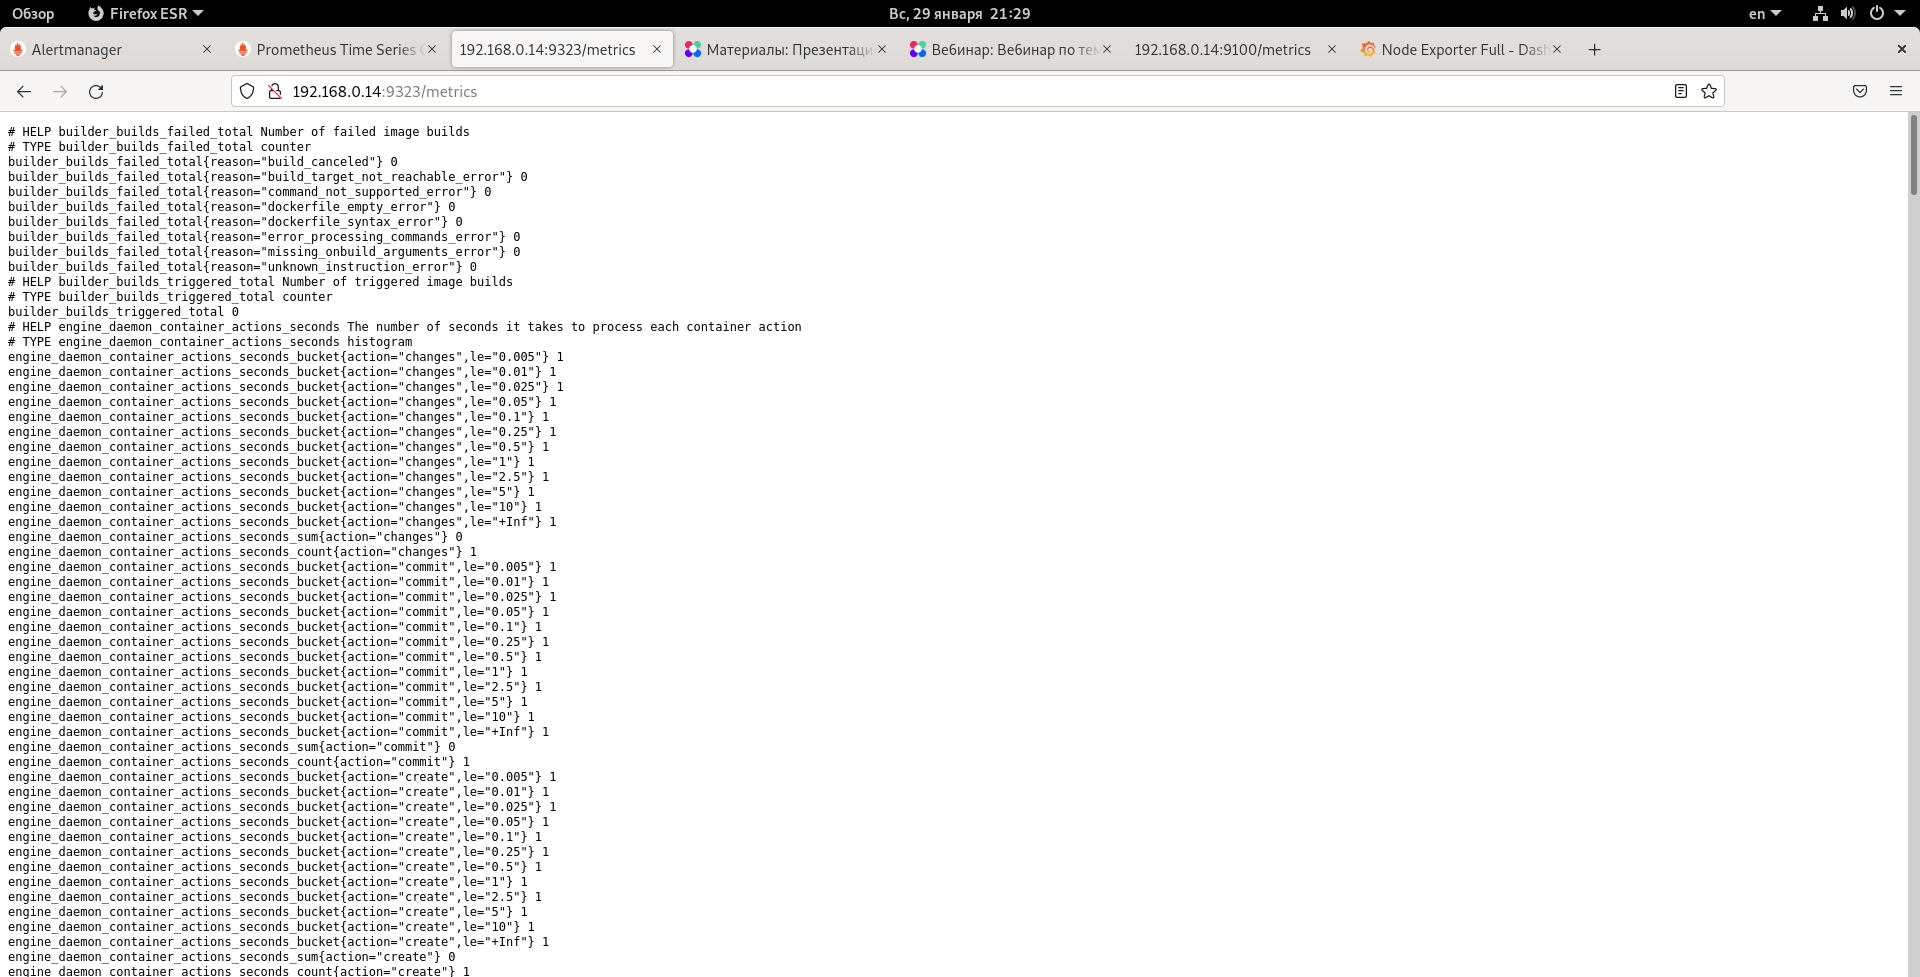 Обзор
Firefox ESR
Вс, 29 января 21:29
en
Alertmanager
Prometheus Time Series
192.168.0.14:9323/metrics
Материалы: Презентаци
Вебинар: Вебинар по те
192.168.0.14:9100/metrics
Node Exporter Full - Dash
192.168.0.14:9323/metrics
# HELP builder_builds_failed_total Number of failed image builds
# TYPE builder_builds_failed_total counter
builder_builds_failed_total{reason="build_canceled"} 0
builder_builds_failed_total{reason="build_target_not_reachable_error"} 0
builder_builds_failed_total{reason="command_not_supported_error"} 0
builder_builds_failed_total{reason="dockerfile_empty_error"} 0
builder_builds_failed_total{reason="dockerfile_syntax_error"} 0
builder_builds_failed_total{reason="error_processing_commands_error"} 0
builder_builds_failed_total{reason="missing_onbuild_arguments_error"} 0
builder_builds_failed_total{reason="unknown_instruction_error"} 0
# HELP builder_builds_triggered_total Number of triggered image builds
# TYPE builder_builds_triggered_total counter
builder_builds_triggered_total 0
# HELP engine_daemon_container_actions_seconds The number of seconds it takes to process each container action
# TYPE engine_daemon_container_actions_seconds histogram
engine_daemon_container_actions_seconds_bucket{action="changes",le="0.005"} 1
engine_daemon_container_actions_seconds_bucket{action="changes",le="0.01"} 1
engine_daemon_container_actions_seconds_bucket{action="changes",le="0.025"} 1
engine_daemon_container_actions_seconds_bucket{action="changes",le="0.05"} 1
engine_daemon_container_actions_seconds_bucket{action="changes",le="0.1"} 1
engine_daemon_container_actions_seconds_bucket{action="changes",le="0.25"} 1
engine_daemon_container_actions_seconds_bucket{action="changes",le="0.5"} 1
engine_daemon_container_actions_seconds_bucket{action="changes",le="1"} 1
engine_daemon_container_actions_seconds_bucket{action="changes",le="2.5"} 1
engine_daemon_container_actions_seconds_bucket{action="changes",le="5"} 1
engine_daemon_container_actions_seconds_bucket{action="changes",le="10"} 1
engine_daemon_container_actions_seconds_bucket{action="changes",le="+Inf"} 1
engine_daemon_container_actions_seconds_sum{action="changes"} 0
engine_daemon_container_actions_seconds_count{action="changes"} 1
engine_daemon_container_actions_seconds_bucket{action="commit",le="0.005"} 1
engine_daemon_container_actions_seconds_bucket{action="commit",le="0.01"} 1
engine_daemon_container_actions_seconds_bucket{action="commit",le="0.025"} 1
engine_daemon_container_actions_seconds_bucket{action="commit",le="0.05"} 1
engine_daemon_container_actions_seconds_bucket{action="commit",le="0.1"} 1
engine_daemon_container_actions_seconds_bucket{action="commit",le="0.25"} 1
engine_daemon_container_actions_seconds_bucket{action="commit",le="0.5"} 1
engine_daemon_container_actions_seconds_bucket{action="commit",le="1"} 1
engine_daemon_container_actions_seconds_bucket{action="commit",le="2.5"} 1
engine_daemon_container_actions_seconds_bucket{action="commit",le="5"} 1
engine_daemon_container_actions_seconds_bucket{action="commit",le="10"} 1
engine_daemon_container_actions_seconds_bucket{action="commit",le="+Inf"} 1
engine_daemon_container_actions_seconds_sum{action="commit"} 0
engine_daemon_container_actions_seconds_count{action="commit"} 1
engine_daemon_container_actions_seconds_bucket{action="create",le="0.005"} 1
engine_daemon_container_actions_seconds_bucket{action="create",le="0.01"} 1
engine_daemon_container_actions_seconds_bucket{action="create",le="0.025"} 1
engine_daemon_container_actions_seconds_bucket{action="create",le="0.05"} 1
engine_daemon_container_actions_seconds_bucket{action="create",le="0.1"} 1
engine_daemon_container_actions_seconds_bucket{action="create",le="0.25"} 1
engine_daemon_container_actions_seconds_bucket{action="create",le="0.5"} 1
engine_daemon_container_actions_seconds_bucket{action="create",le="1"} 1
engine_daemon_container_actions_seconds_bucket{action="create",le="2.5"} 1
engine_daemon_container_actions_seconds_bucket{action="create",le="5"} 1
engine_daemon_container_actions_seconds_bucket{action="create",le="10"} 1
engine_daemon_container_actions_seconds_bucket{action="create",le="+Inf"} 1
engine_daemon_container_actions_seconds_sum{action="create"} 0
engine_daemon_container_actions_seconds_count{action="create"} 1